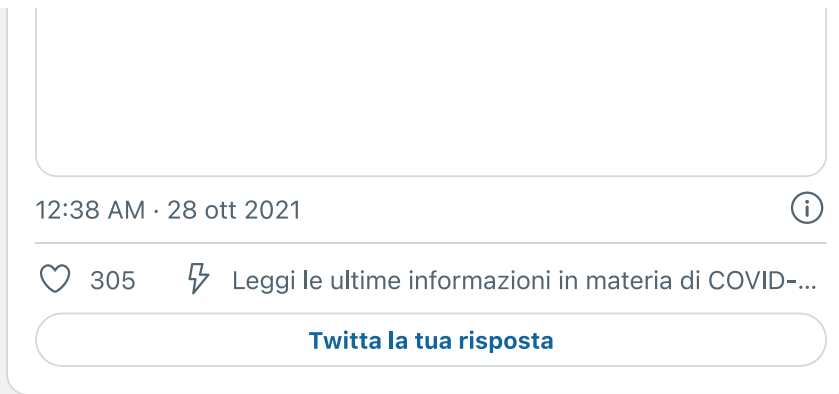 12:38 AM · 28 ott 2021
305 Leggi le ultime informazioni in materia di COVID-...
Twitta la tua risposta